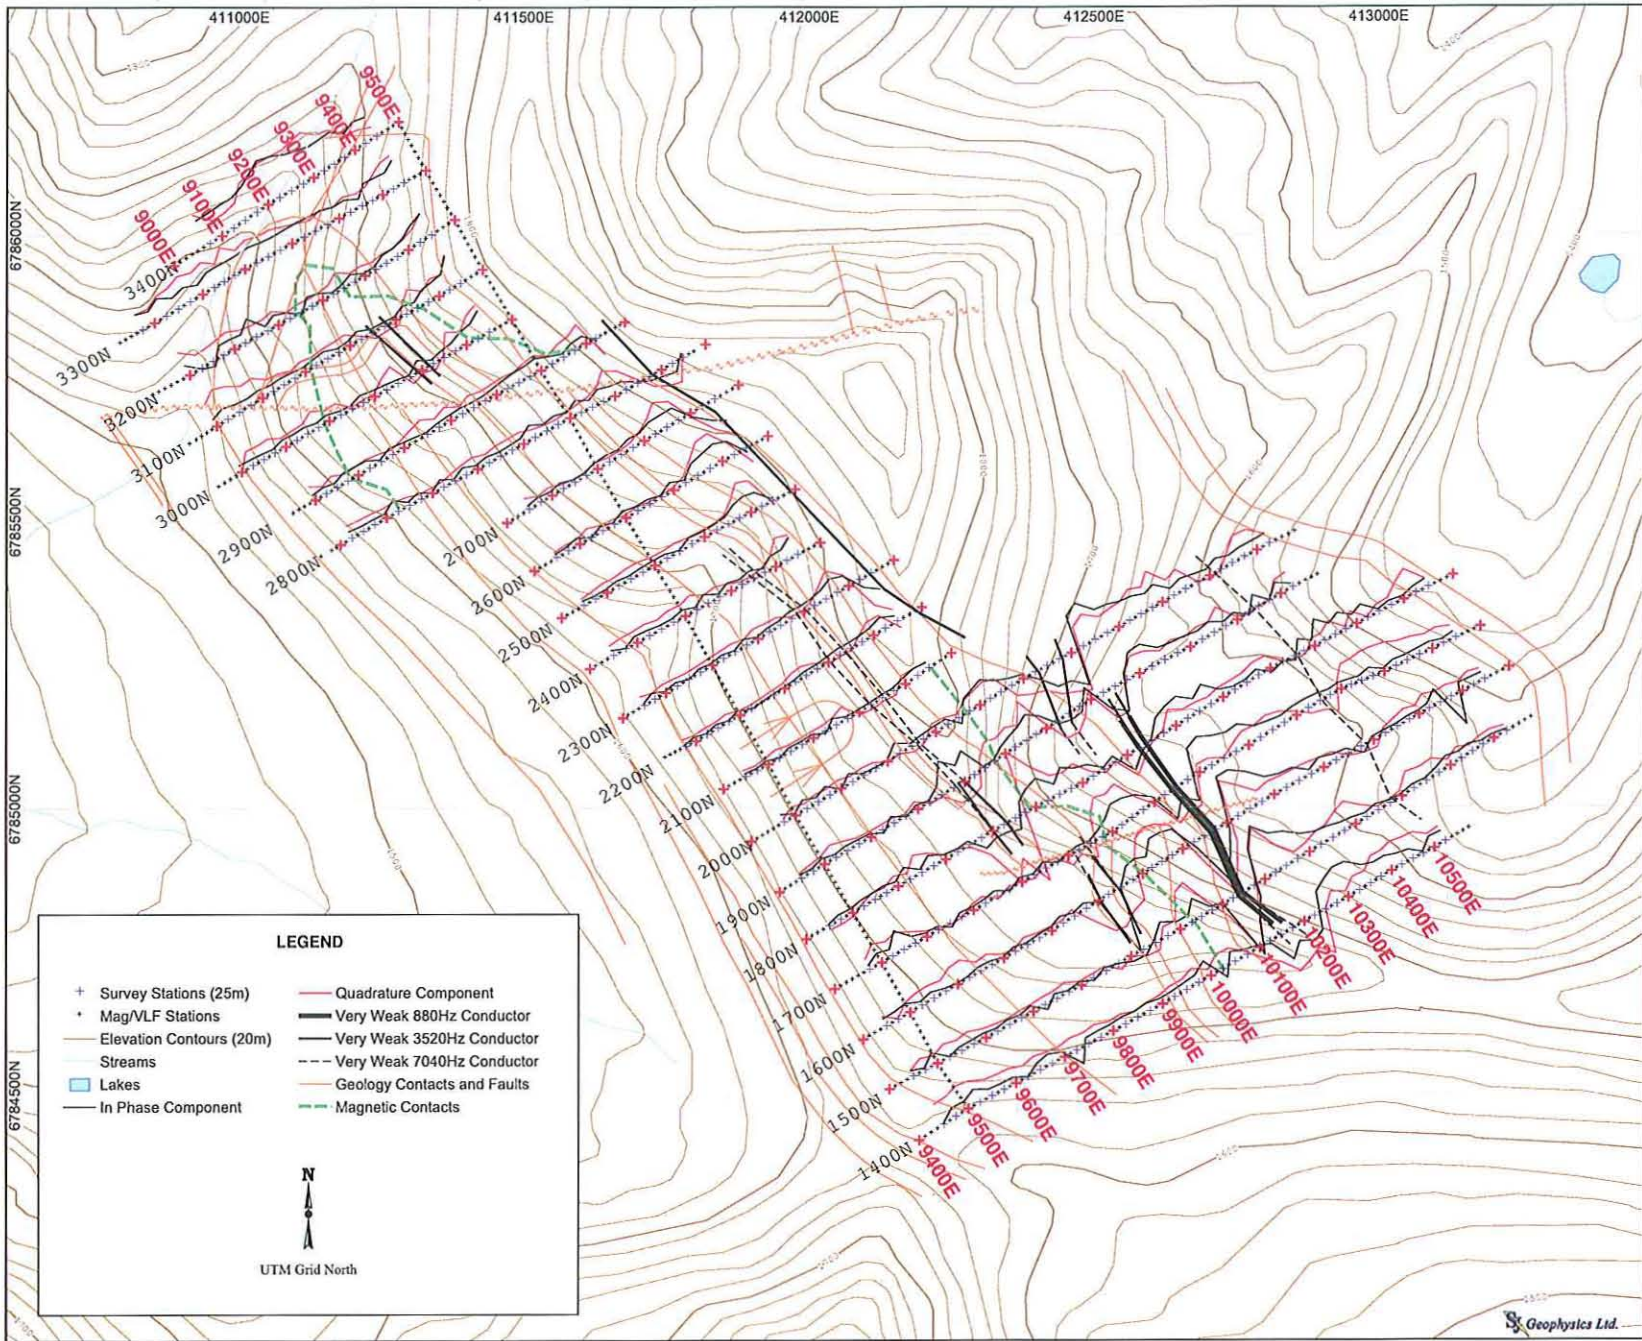 411000E 411500E 412000E 412500E 413000E
6786000N
6785500N
6785000N
6784500N
9500E
9400E
9300E
9200E
9100E
9000E
3400N
3300N
3200N
3100N
3000N
2900N
2800N
2700N
2600N
2500N
2400N
2300N
2200N
2100N
2000N
1900N
1800N
1700N
1600N
1500N
1400N
10500E
10400E
10300E
10200E
10100E
10000E
9900E
9800E
9700E
9600E
9500E
9400E
LEGEND
Survey Stations (25m)
Mag/VLF Stations
Elevation Contours (20m)
Streams
Lakes
In Phase Component
Quadrature Component
Very Weak 880Hz Conductor
Very Weak 3520Hz Conductor
Very Weak 7040Hz Conductor
Geology Contacts and Faults
Magnetic Contacts
N
UTM Grid North
SJ Geophysics Ltd.